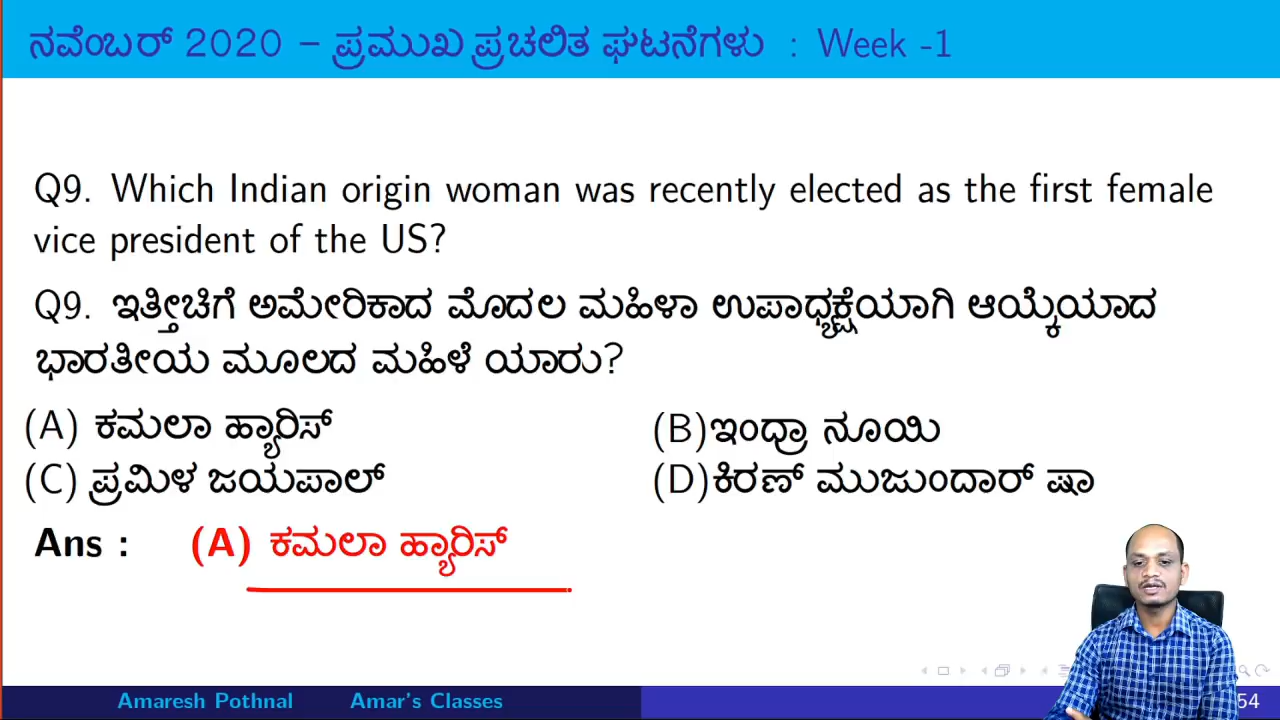 ನವೆಂಬರ್ 2020 – ಪ್ರಮುಖ ಪ್ರಚಲಿತ ಘಟನೆಗಳು : Week -1
Q9. Which Indian origin woman was recently elected as the first female
vice president of the US?
Q9. ಇತ್ತೀಚಿಗೆ ಅಮೇರಿಕಾದ ಮೊದಲ ಮಹಿಳಾ ಉಪಾಧ್ಯಕ್ಷೆಯಾಗಿ ಆಯ್ಕೆಯಾದ
ಭಾರತೀಯ ಮೂಲದ ಮಹಿಳೆ ಯಾರು?
(A) ಕಮಲಾ ಹ್ಯಾರಿಸ್ (B)ಇಂದ್ರಾ ನೂಯಿ
(C) ಪ್ರಮಿಳ ಜಯಪಾಲ್ (D)ಕಿರಣ್ ಮುಜುಂದಾರ್ ಷಾ
Ans : (A) ಕಮಲಾ ಹ್ಯಾರಿಸ್
Amaresh Pothnal Amar's Classes 54